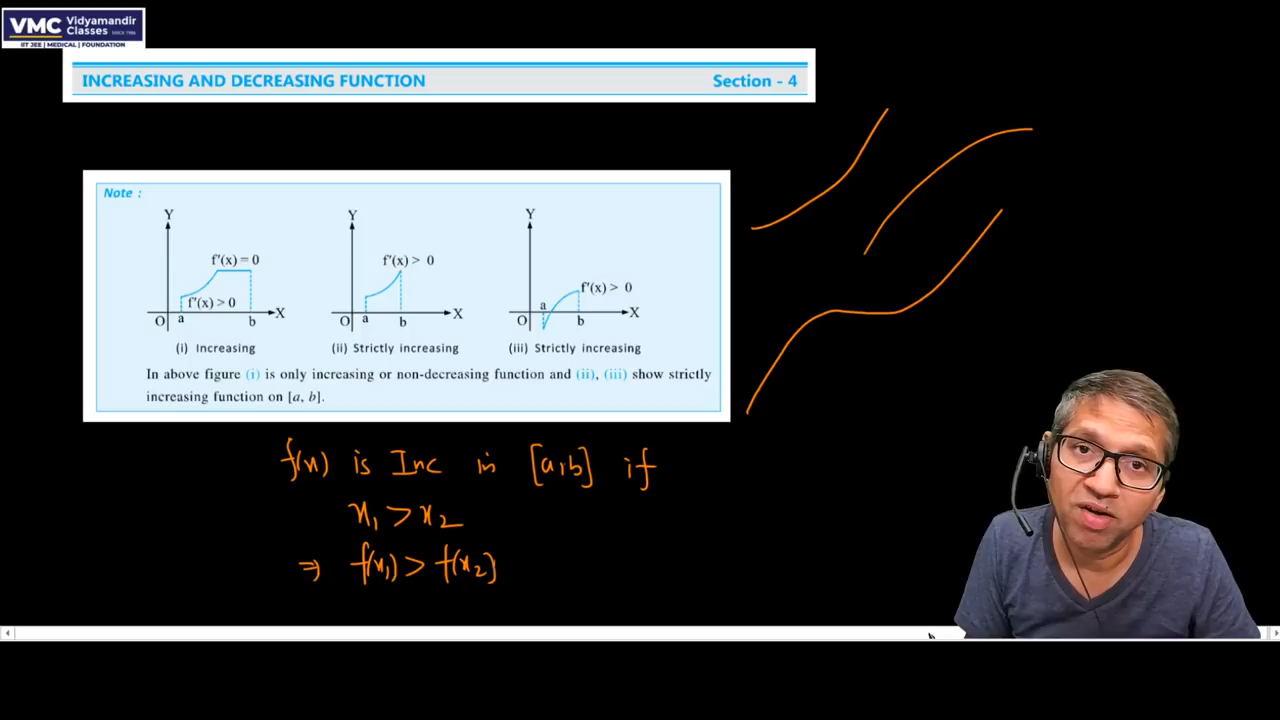 VMC Vidyamandir Classes SINCE 1986
IIT JEE | MEDICAL | FOUNDATION
INCREASING AND DECREASING FUNCTION Section - 4
Note :
Y Y Y
f'(x) = 0 f'(x) > 0 f'(x) > 0
f'(x) > 0 a
O a b X O a b X O b X
(i) Increasing (ii) Strictly increasing (iii) Strictly increasing
In above figure (i) is only increasing or non-decreasing function and (ii), (iii) show strictly
increasing function on [a, b].
f(x) is Inc in [a,b] if
x₁ > x₂
⇒ f(x₁) > f(x₂)